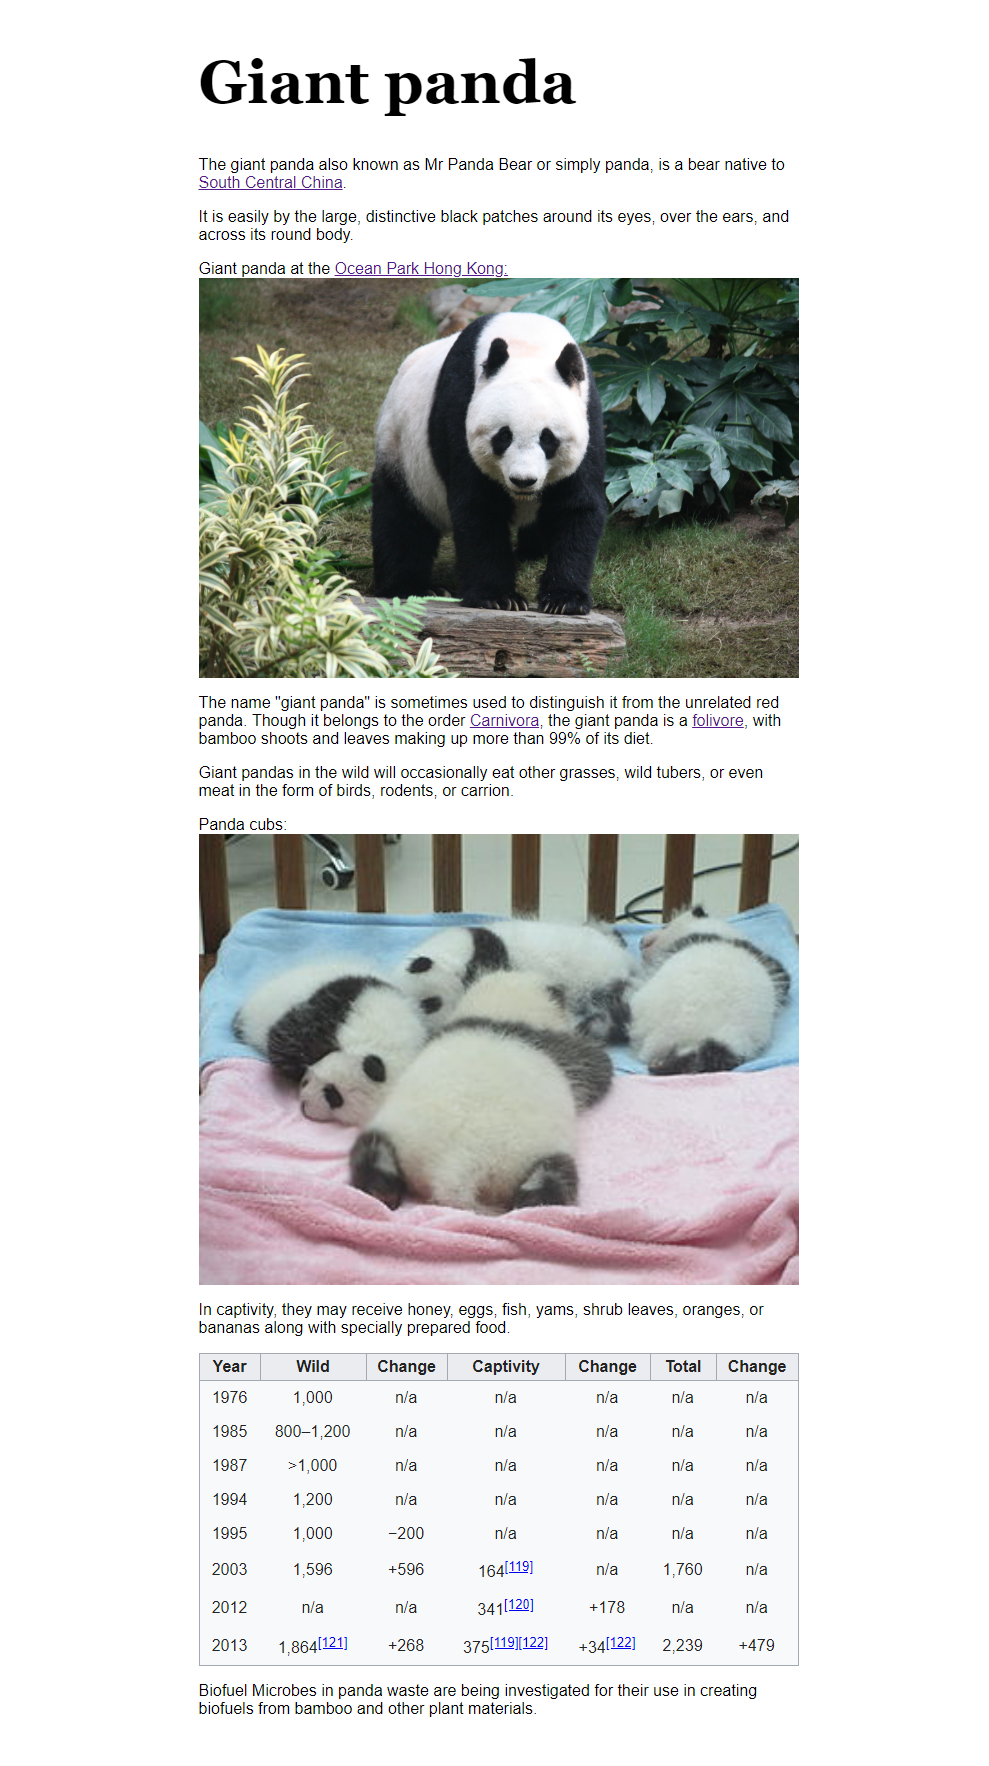 Giant panda
The giant panda also known as Mr Panda Bear or simply panda, is a bear native to
South Central China.
It is easily by the large, distinctive black patches around its eyes, over the ears, and
across its round body.
Giant panda at the Ocean Park Hong Kong:
The name "giant panda" is sometimes used to distinguish it from the unrelated red
panda. Though it belongs to the order Carnivora, the giant panda is a folivore, with
bamboo shoots and leaves making up more than 99% of its diet.
Giant pandas in the wild will occasionally eat other grasses, wild tubers, or even
meat in the form of birds, rodents, or carrion.
Panda cubs:
In captivity, they may receive honey, eggs, fish, yams, shrub leaves, oranges, or
bananas along with specially prepared food.
Year Wild Change Captivity Change Total Change
1976 1,000 n/a n/a n/a n/a n/a
1985 800–1,200 n/a n/a n/a n/a n/a
1987 >1,000 n/a n/a n/a n/a n/a
1994 1,200 n/a n/a n/a n/a n/a
1995 1,000 −200 n/a n/a n/a n/a
2003 1,596 +596 164[119] n/a 1,760 n/a
2012 n/a n/a 341[120] +178 n/a n/a
2013 1,864[121] +268 375[119][122] +34[122] 2,239 +479
Biofuel Microbes in panda waste are being investigated for their use in creating
biofuels from bamboo and other plant materials.